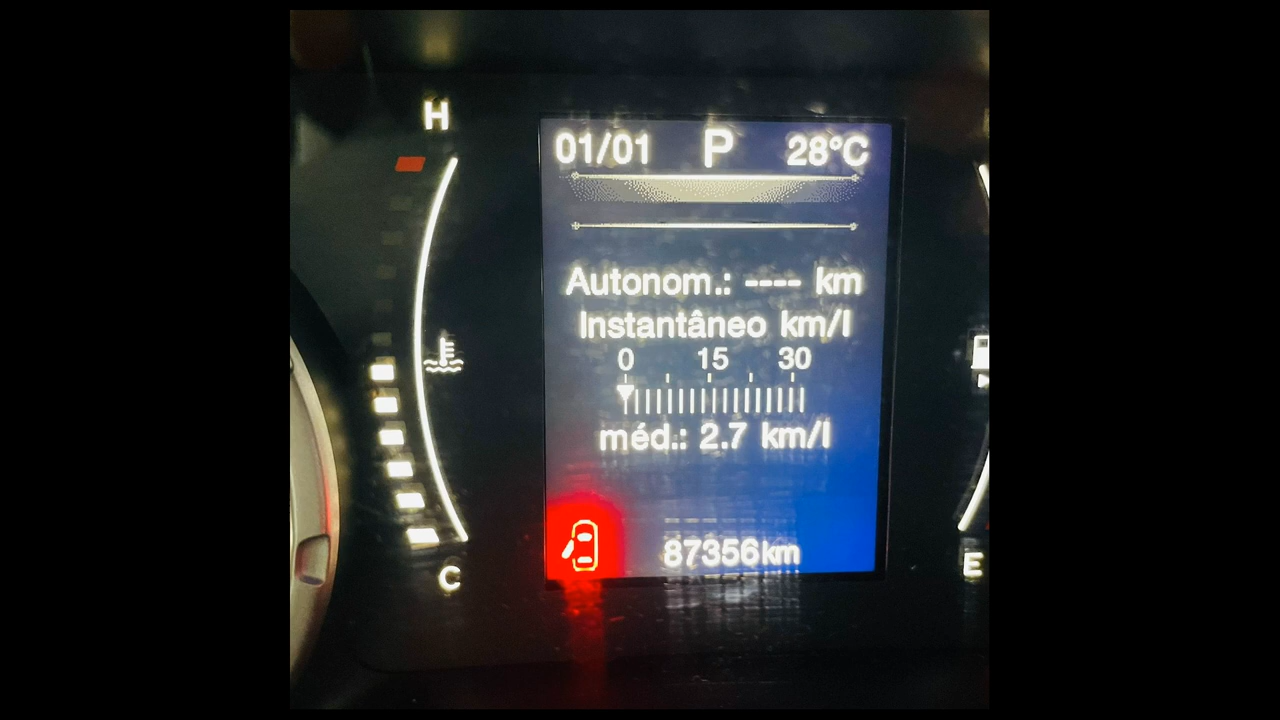 H
01/01 P 28°C
Autonom.: ---- km
Instantâneo km/l
0 15 30
méd.: 2.7 km/l
87356km
C
E